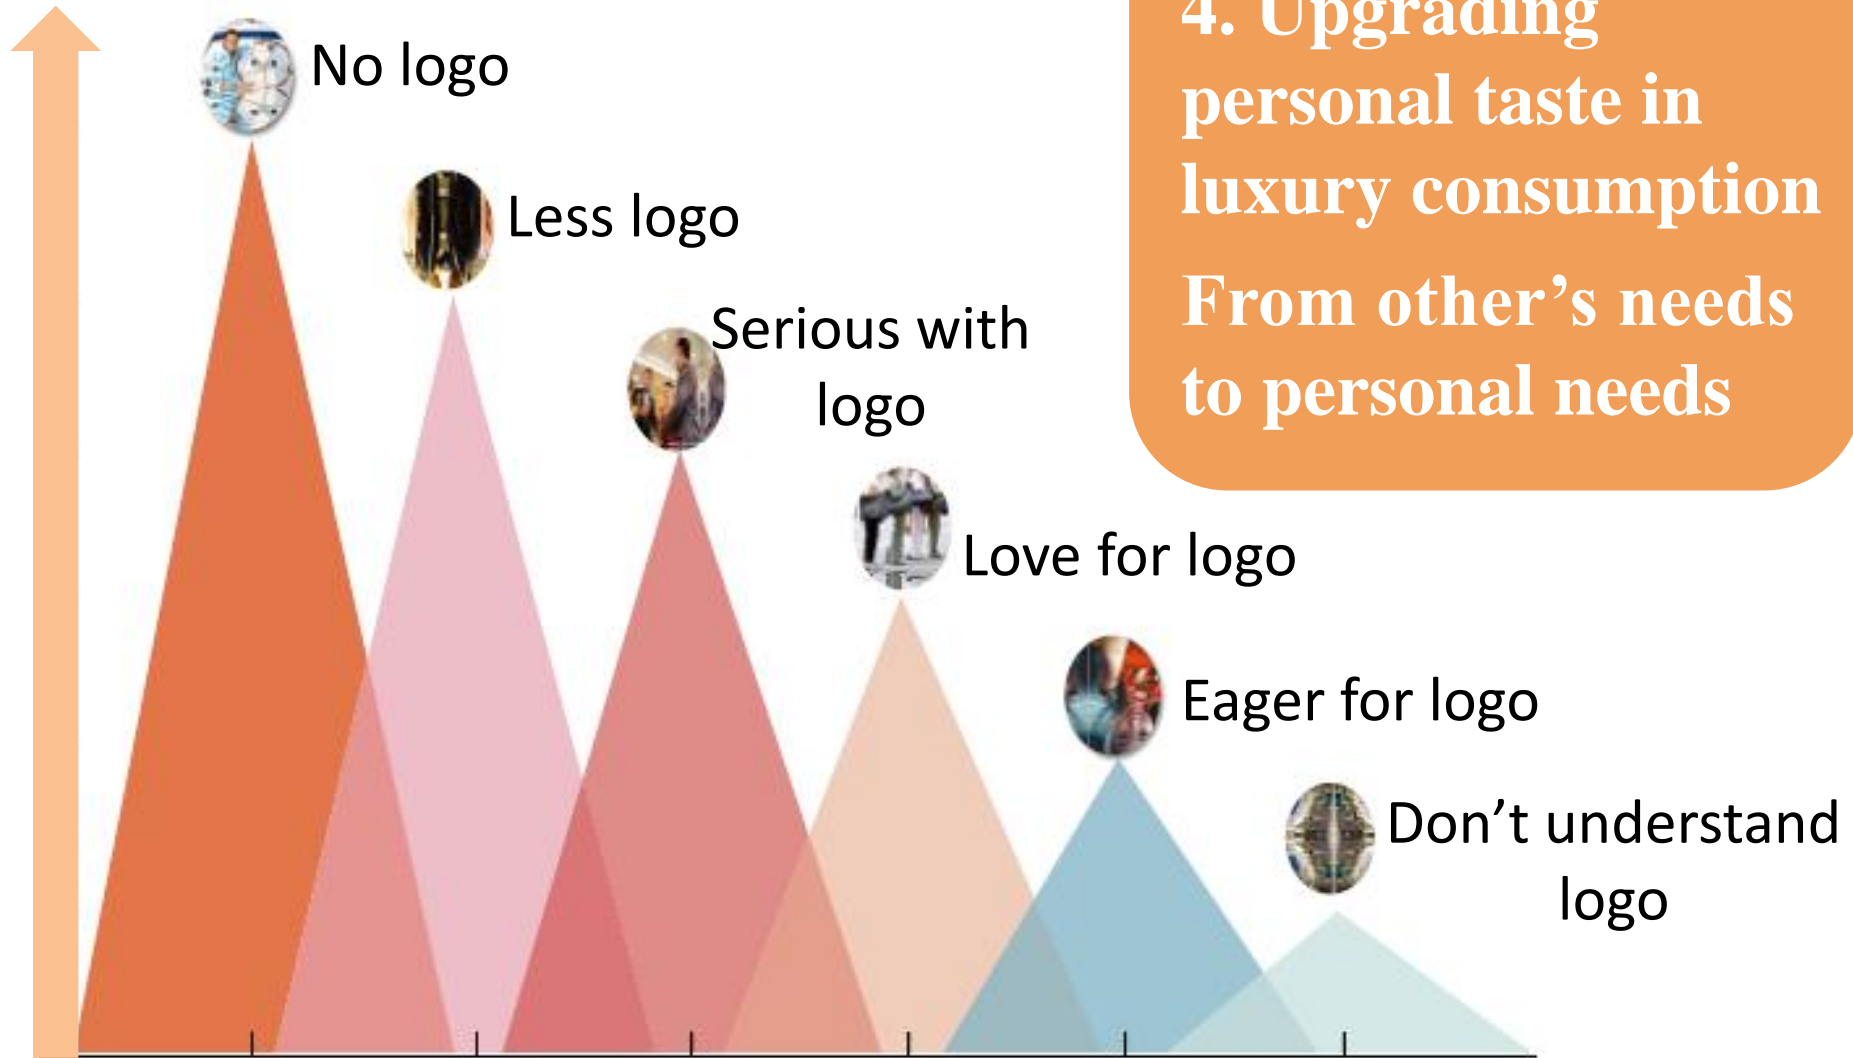 No logo
Less logo
Serious with
logo
Love for logo
Eager for logo
Don’t understand
logo
4. Upgrading
personal taste in
luxury consumption
From other’s needs
to personal needs